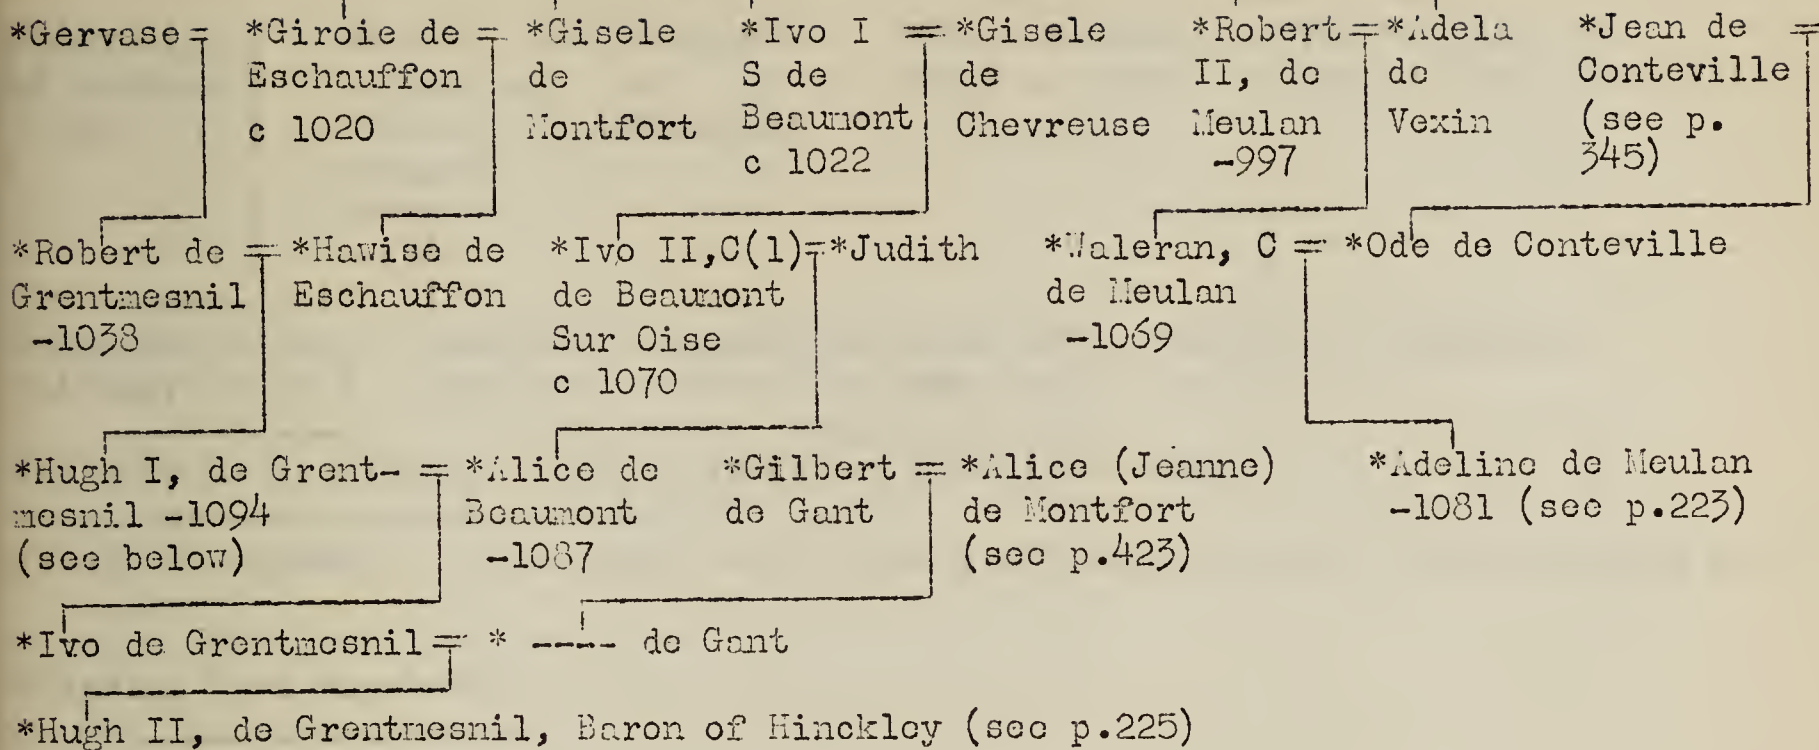 *Gervase = *Giroie de = *Gisele *Ivo I = *Gisele *Robert = *Adela *Jean de =
Eschauffon de S de de II, de de Conteville
c 1020 Montfort Beaumont Chevreuse Meulan Vexin (see p.
c 1022 -997 345)
*Robert de = *Hawise de *Ivo II,C(1)=*Judith *Waleran, C = *Ode de Conteville
Grentmesnil Eschauffon de Beaumont de Meulan
-1038 Sur Oise -1069
c 1070
*Hugh I, de Grent- = *Alice de *Gilbert = *Alice (Jeanne) *Adeline de Meulan
mesnil -1094 Beaumont de Gant de Montfort -1081 (see p.223)
(see below) -1087 (see p.423)
*Ivo de Grentmesnil = * ---- de Gant
*Hugh II, de Grentmesnil, Baron of Hinckley (see p.225)